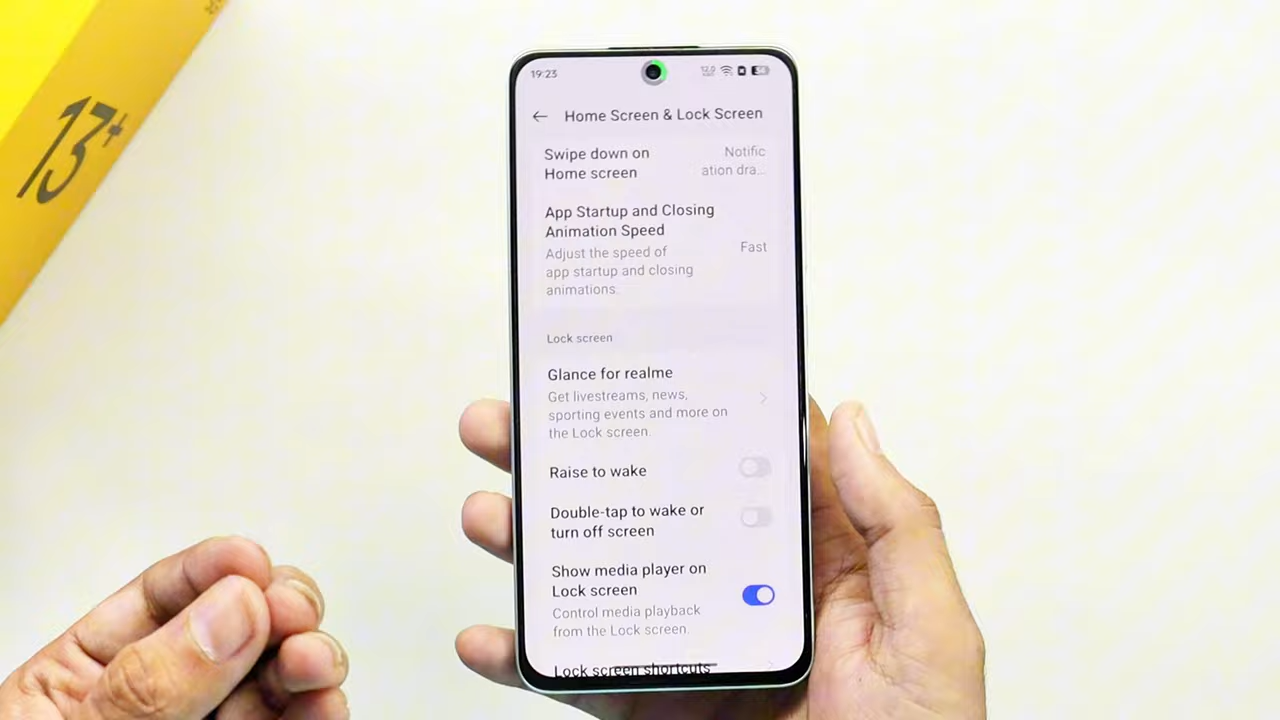 13+
19:23
12.0
54
Home Screen & Lock Screen
Swipe down on
Home screen
Notific
ation dra...
App Startup and Closing
Animation Speed
Adjust the speed of
app startup and closing
animations.
Fast
Lock screen
Glance for realme
Get livestreams, news,
sporting events and more on
the Lock screen.
Raise to wake
Double-tap to wake or
turn off screen
Show media player on
Lock screen
Control media playback
from the Lock screen.
Lock screen shortcuts